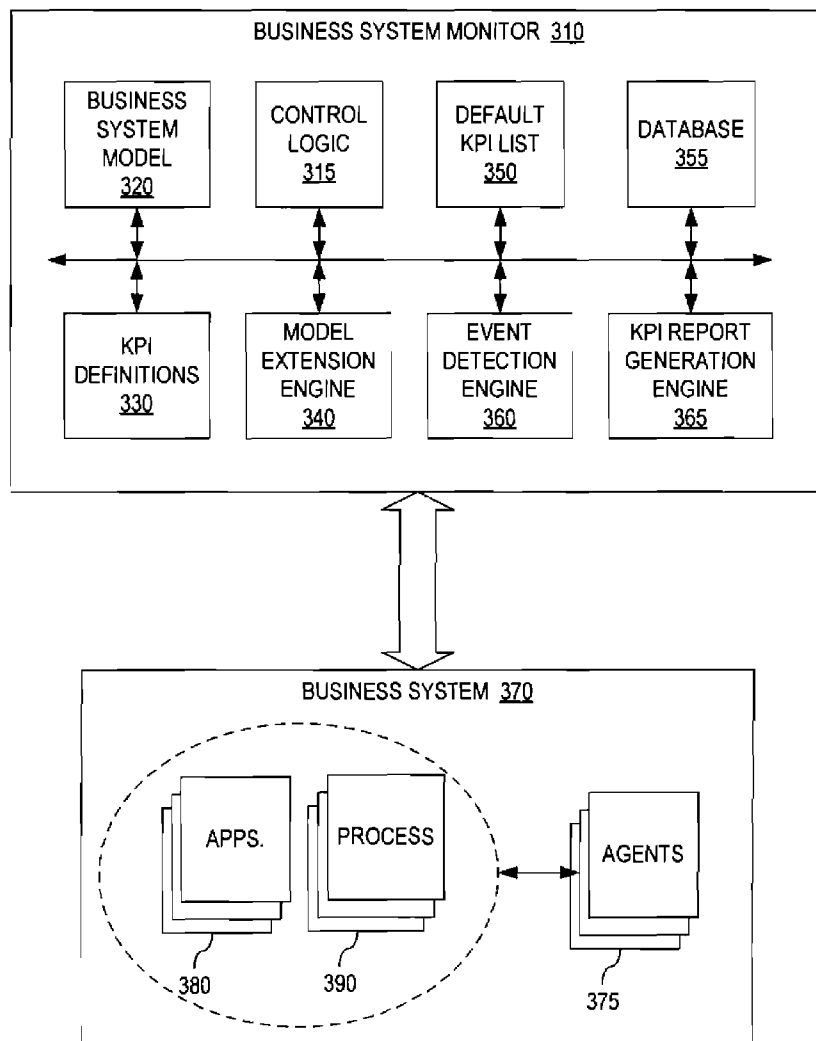 BUSINESS SYSTEM MONITOR 310
BUSINESS
SYSTEM
MODEL
320
CONTROL
LOGIC
315
DEFAULT
KPI LIST
350
DATABASE
355
KPI
DEFINITIONS
330
MODEL
EXTENSION
ENGINE
340
EVENT
DETECTION
ENGINE
360
KPI REPORT
GENERATION
ENGINE
365
BUSINESS SYSTEM 370
APPS.
PROCESS
AGENTS
380
390
375